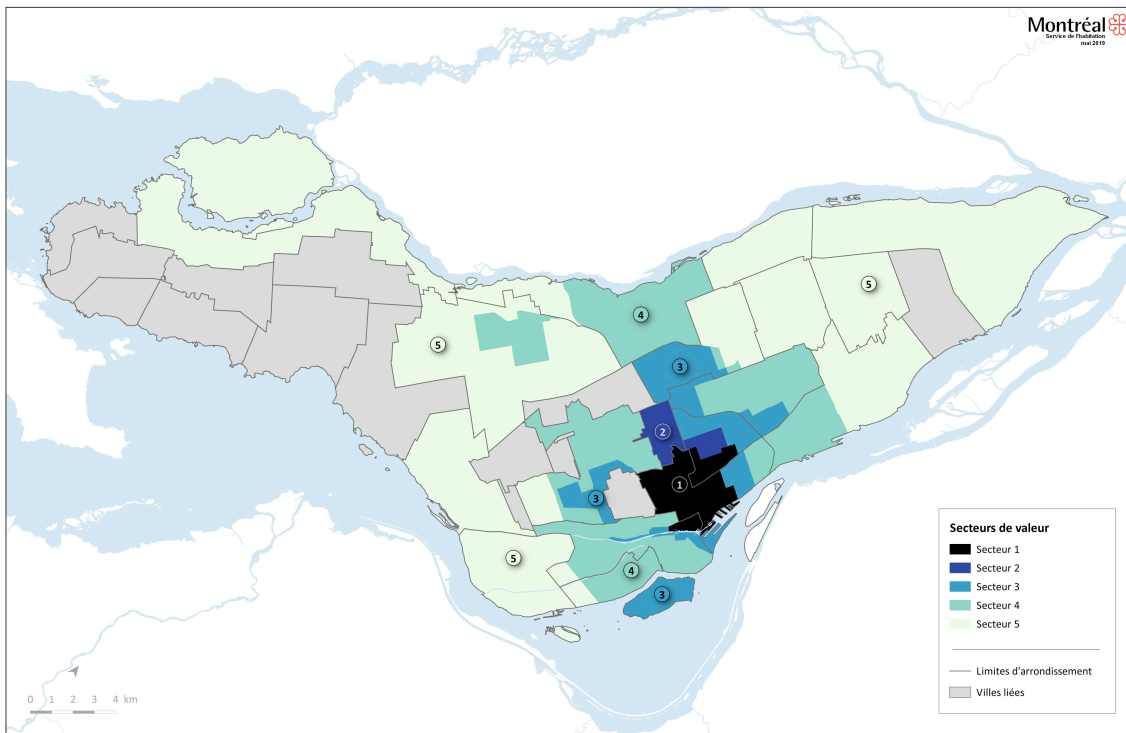 Montréal
Service de l'habitation
mai 2019
5
4
5
3
2
1
3
5
4
3
Secteurs de valeur
Secteur 1
Secteur 2
Secteur 3
Secteur 4
Secteur 5
Limites d'arrondissement
Villes liées
0 1 2 3 4 km